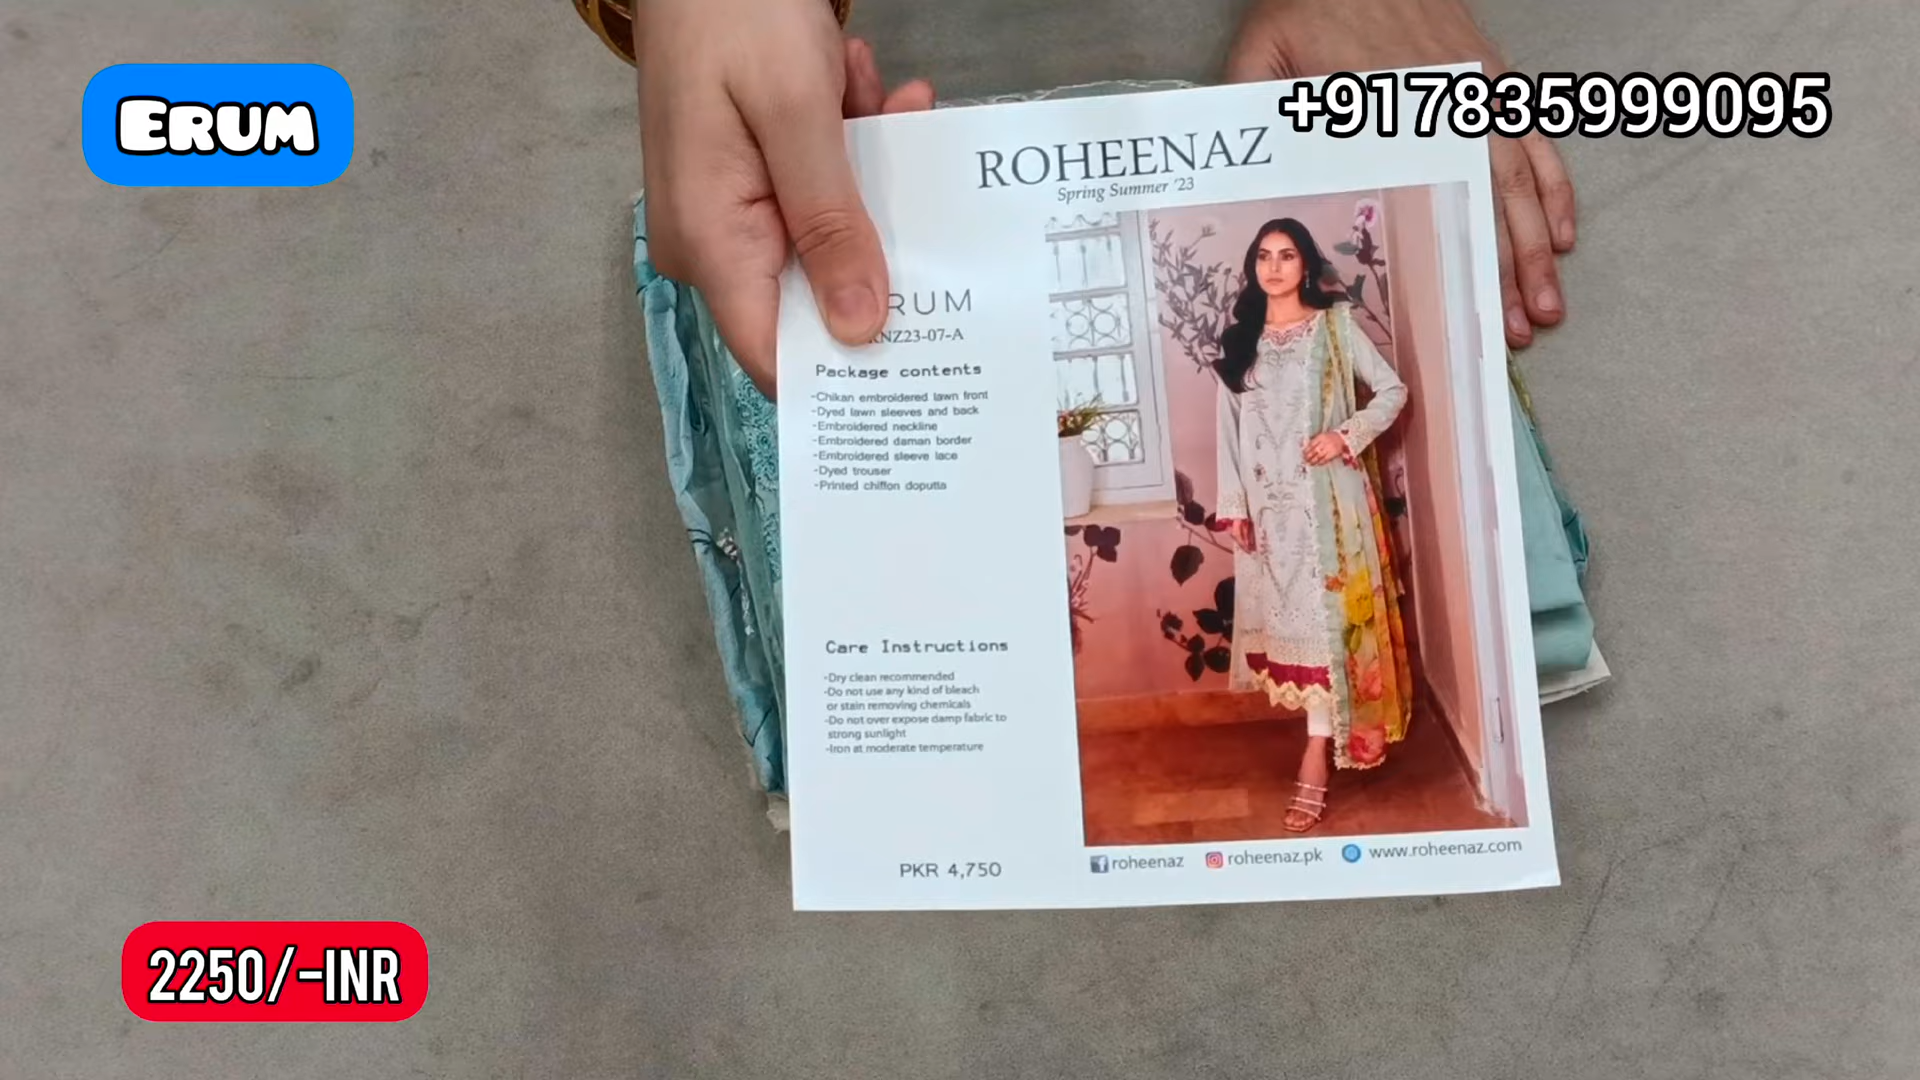 ERUM
+917835999095
ROHEENAZ
Spring Summer '23
RUM
NZ23-07-A
Package contents
-Chikan embroidered lawn front
-Dyed lawn sleeves and back
-Embroidered neckline
-Embroidered daman border
-Embroidered sleeve lace
-Dyed trouser
-Printed chiffon doputta
Care Instructions
-Dry clean recommended
-Do not use any kind of bleach
or stain removing chemicals
-Do not over expose damp fabric to
strong sunlight
-Iron at moderate temperature
PKR 4,750
roheenaz roheenaz.pk www.roheenaz.com
2250/-INR